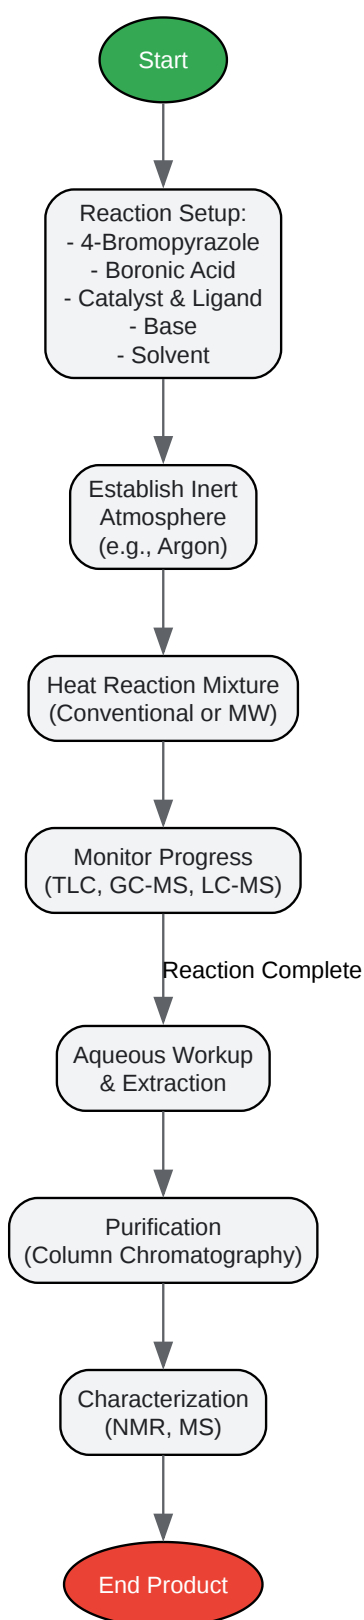 Start
Reaction Setup:
- 4-Bromopyrazole
- Boronic Acid
- Catalyst & Ligand
- Base
- Solvent
Establish Inert
Atmosphere
(e.g., Argon)
Heat Reaction Mixture
(Conventional or MW)
Monitor Progress
(TLC, GC-MS, LC-MS)
Reaction Complete
Aqueous Workup
& Extraction
Purification
(Column Chromatography)
Characterization
(NMR, MS)
End Product